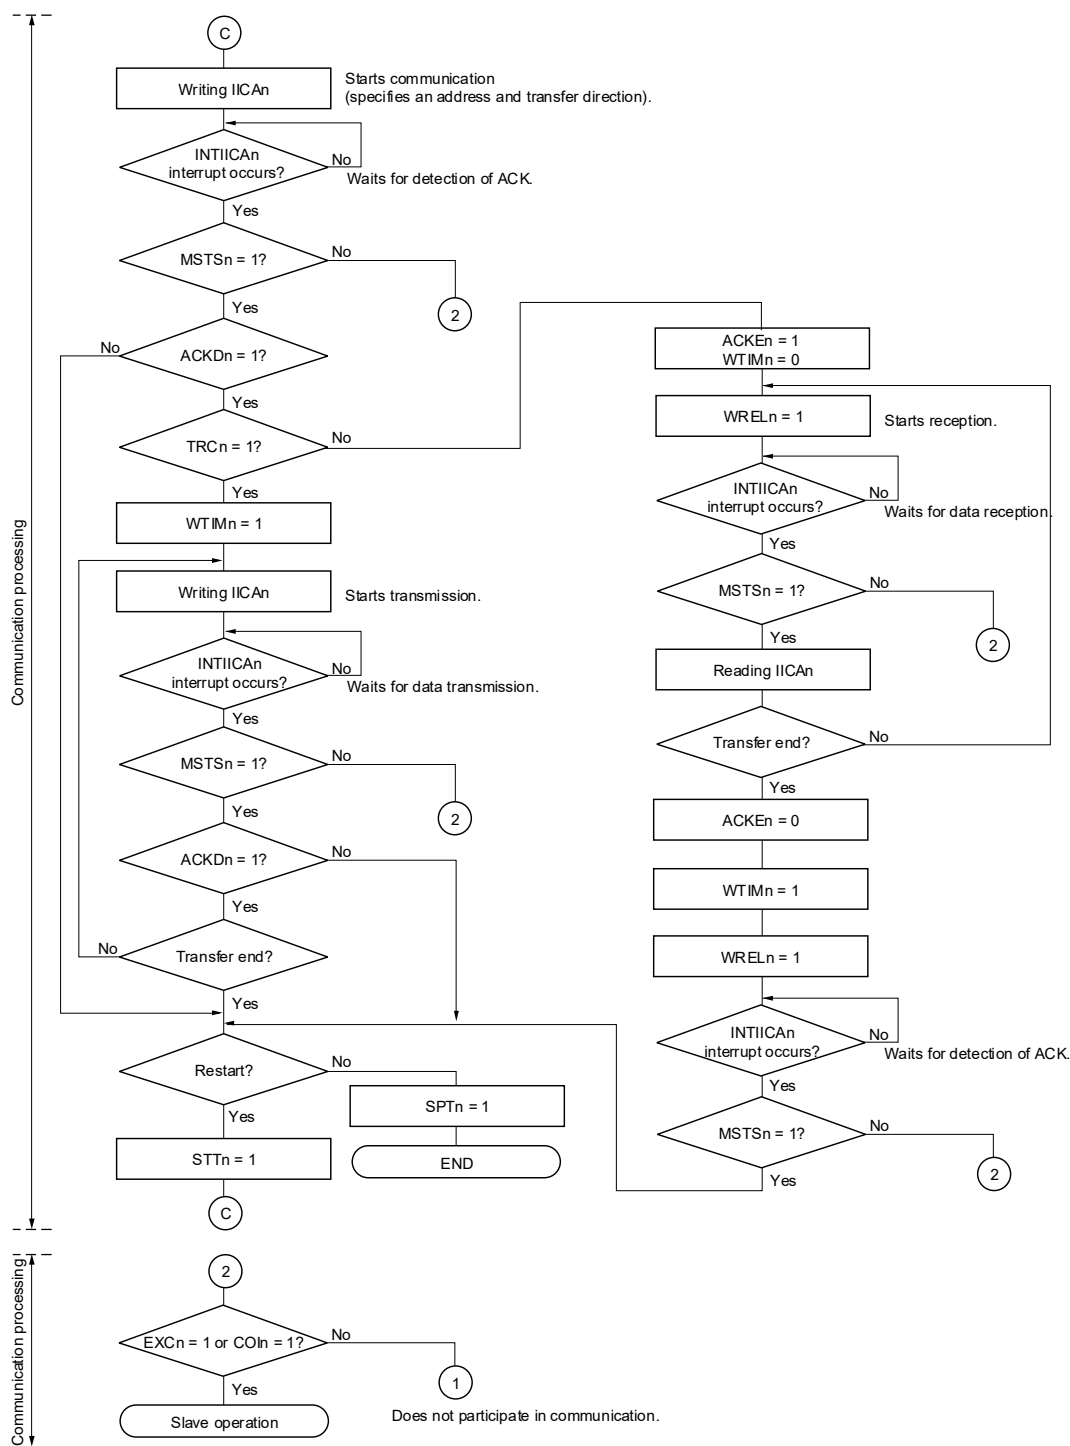 C
Writing IICAn
Starts communication
(specifies an address and transfer direction).
INTIICAn
interrupt occurs?
No
Waits for detection of ACK.
Yes
MSTSn = 1?
No
2
Yes
ACKDn = 1?
No
Yes
TRCn = 1?
No
Yes
WTIMn = 1
Writing IICAn
Starts transmission.
INTIICAn
interrupt occurs?
No
Waits for data transmission.
Yes
MSTSn = 1?
No
2
Yes
ACKDn = 1?
No
Yes
Transfer end?
No
Yes
Restart?
No
SPTn = 1
END
Yes
STTn = 1
C
ACKEn = 1
WTIMn = 0
WRELn = 1
Starts reception.
INTIICAn
interrupt occurs?
No
Waits for data reception.
Yes
MSTSn = 1?
No
2
Yes
Reading IICAn
Transfer end?
No
Yes
ACKEn = 0
WTIMn = 1
WRELn = 1
INTIICAn
interrupt occurs?
No
Waits for detection of ACK.
Yes
MSTSn = 1?
No
2
Yes
Communication processing
2
EXCn = 1 or COIn = 1?
No
1
Does not participate in communication.
Yes
Slave operation
Communication processing